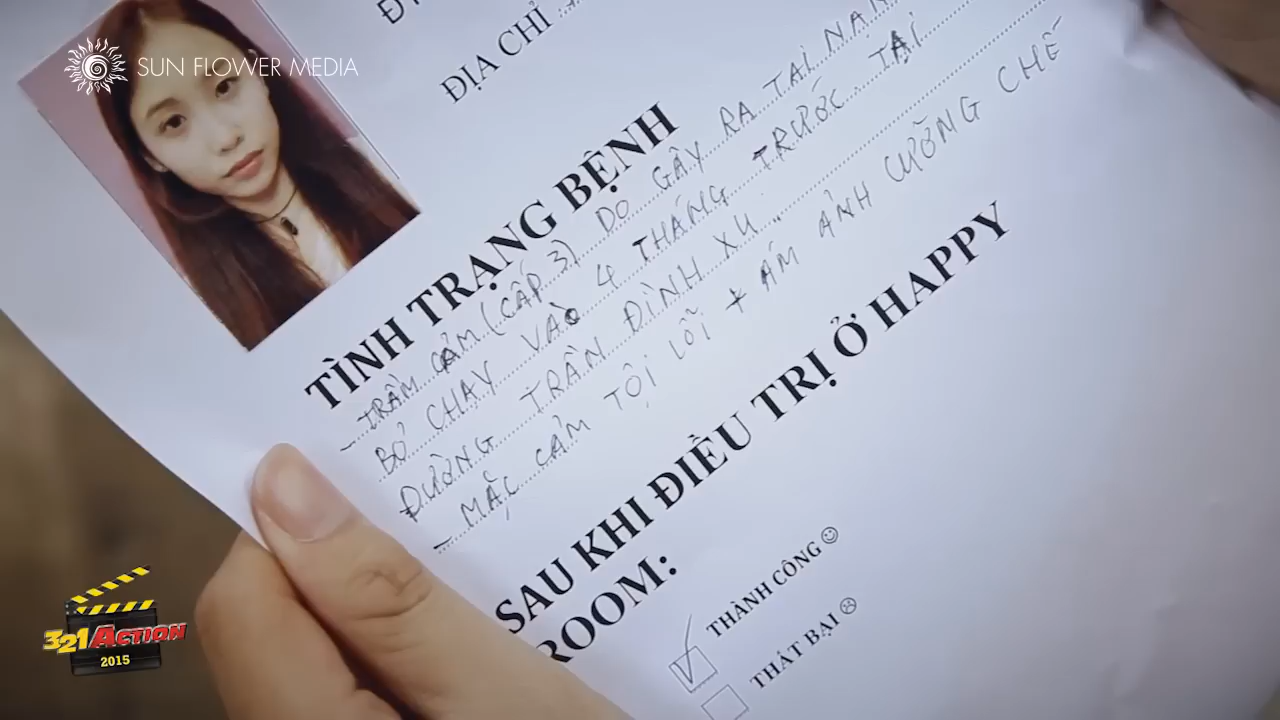 SUN FLOWER MEDIA
ĐỊA CHỈ
TÌNH TRẠNG BỆNH
- TRẦM CẢM (CẤP 3) DO GÂY RA TAI NẠN
BỎ CHẠY VÀO 4 THÁNG TRƯỚC TẠI
ĐƯỜNG TRẦN ĐÌNH XU.
- MẶC CẢM TỘI LỖI + ÁM ẢNH CƯỠNG CHẾ
SAU KHI ĐIỀU TRỊ Ở HAPPY
ROOM:
THÀNH CÔNG ☺
THẤT BẠI ☹
321 ACTION
2015